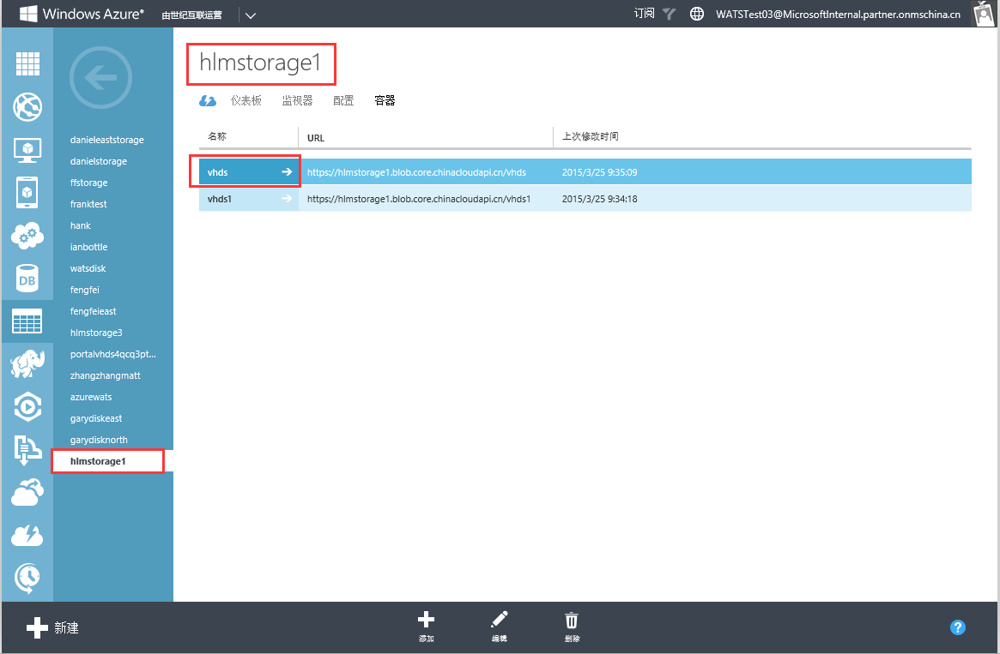 Windows Azure® 由世纪互联运营 订阅 WATSTest03@MicrosoftInternal.partner.onmschina.cn
danieleaststorage
danielstorage
ffstorage
franktest
hank
ianbottle
watsdisk
fengfei
fengfeieast
hlmstorage3
portalvhds4qcq3pt...
zhangzhangmatt
azurewats
garydiskeast
garydisknorth
hlmstorage1
DB
hlmstorage1
仪表板 监视器 配置 容器
名称 URL 上次修改时间
vhds https://hlmstorage1.blob.core.chinacloudapi.cn/vhds 2015/3/25 9:35:09
vhds1 https://hlmstorage1.blob.core.chinacloudapi.cn/vhds1 2015/3/25 9:34:18
新建 添加 编辑 删除 ?